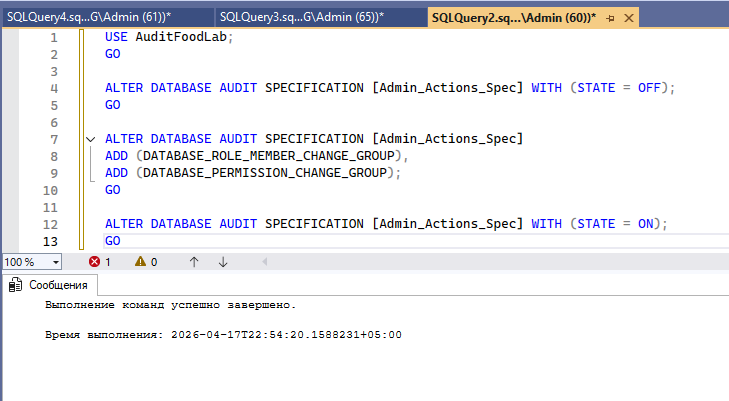 SQLQuery4.sq...G\Admin (61))*
SQLQuery3.sq...G\Admin (65))*
SQLQuery2.sq...\Admin (60))*
1 USE AuditFoodLab;
2 GO
3
4 ALTER DATABASE AUDIT SPECIFICATION [Admin_Actions_Spec] WITH (STATE = OFF);
5 GO
6
7 ALTER DATABASE AUDIT SPECIFICATION [Admin_Actions_Spec]
8 ADD (DATABASE_ROLE_MEMBER_CHANGE_GROUP),
9 ADD (DATABASE_PERMISSION_CHANGE_GROUP);
10 GO
11
12 ALTER DATABASE AUDIT SPECIFICATION [Admin_Actions_Spec] WITH (STATE = ON);
13 GO
100 % 1 0
Сообщения
Выполнение команд успешно завершено.
Время выполнения: 2026-04-17T22:54:20.1588231+05:00